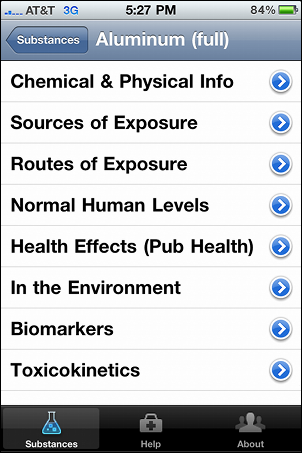 AT&T 3G 5:27 PM 84%
Substances Aluminum (full)
Chemical & Physical Info
Sources of Exposure
Routes of Exposure
Normal Human Levels
Health Effects (Pub Health)
In the Environment
Biomarkers
Toxicokinetics
Substances Help About